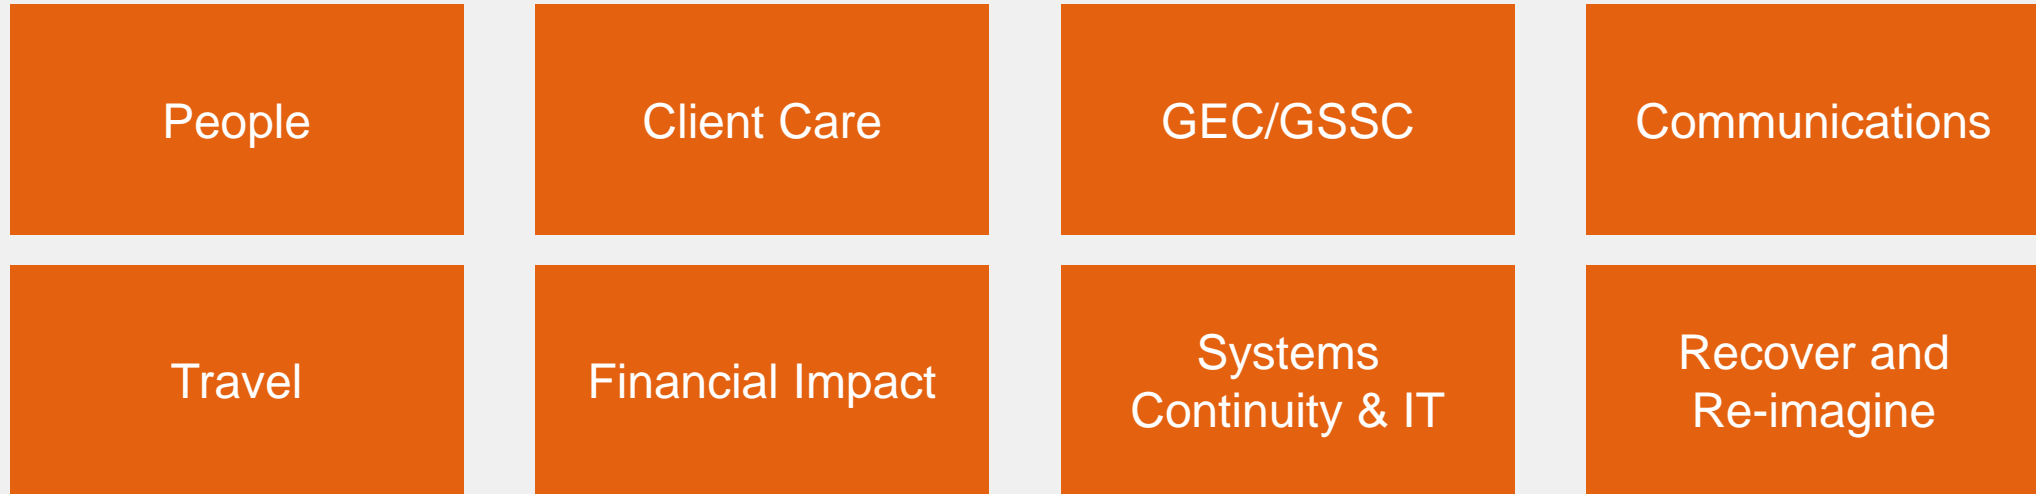 People
Client Care
GEC/GSSC
Communications
Travel
Financial Impact
Systems
Continuity & IT
Recover and
Re-imagine